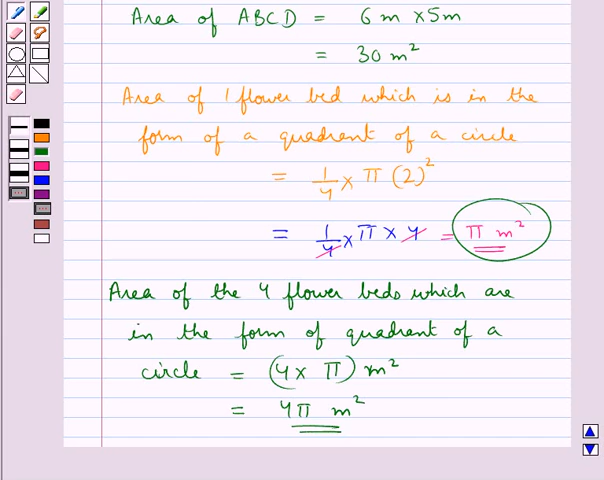 Area of ABCD = 6 m × 5 m
= 30 m²
Area of 1 flower bed which is in the
form of a quadrant of a circle
= 1/4 × π (2)²
= 1/4 × π × 4 = π m²
Area of the 4 flower beds which are
in the form of quadrant of a
circle = (4 × π) m²
= 4π m²